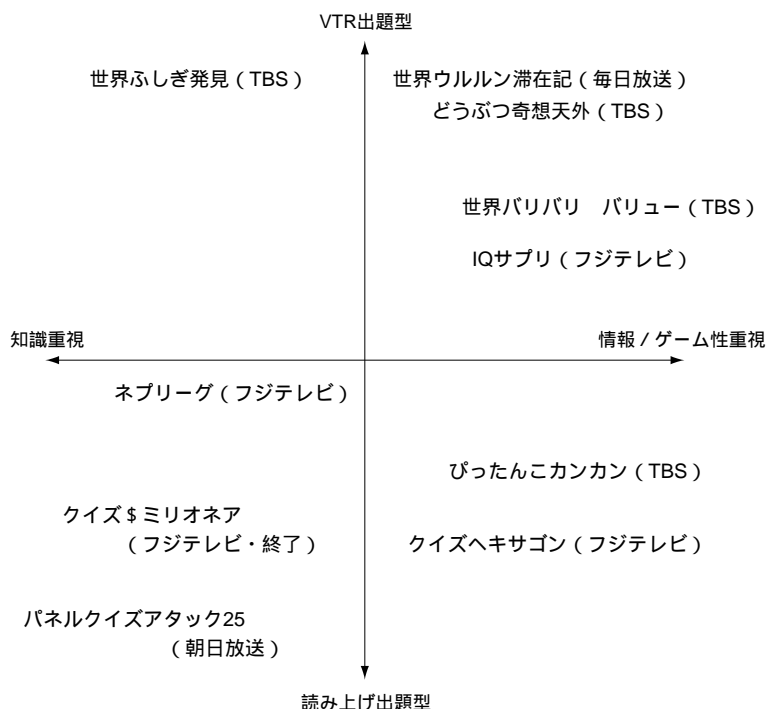 VTR出題型
世界ふしぎ発見(TBS)
世界ウルルン滞在記(毎日放送)
どうぶつ奇想天外(TBS)
世界バリバリ　バリュー(TBS)
IQサプリ(フジテレビ)
知識重視
情報/ゲーム性重視
ネプリーグ(フジテレビ)
ぴったんこカンカン(TBS)
クイズ$ミリオネア
(フジテレビ・終了)
クイズヘキサゴン(フジテレビ)
パネルクイズアタック25
(朝日放送)
読み上げ出題型